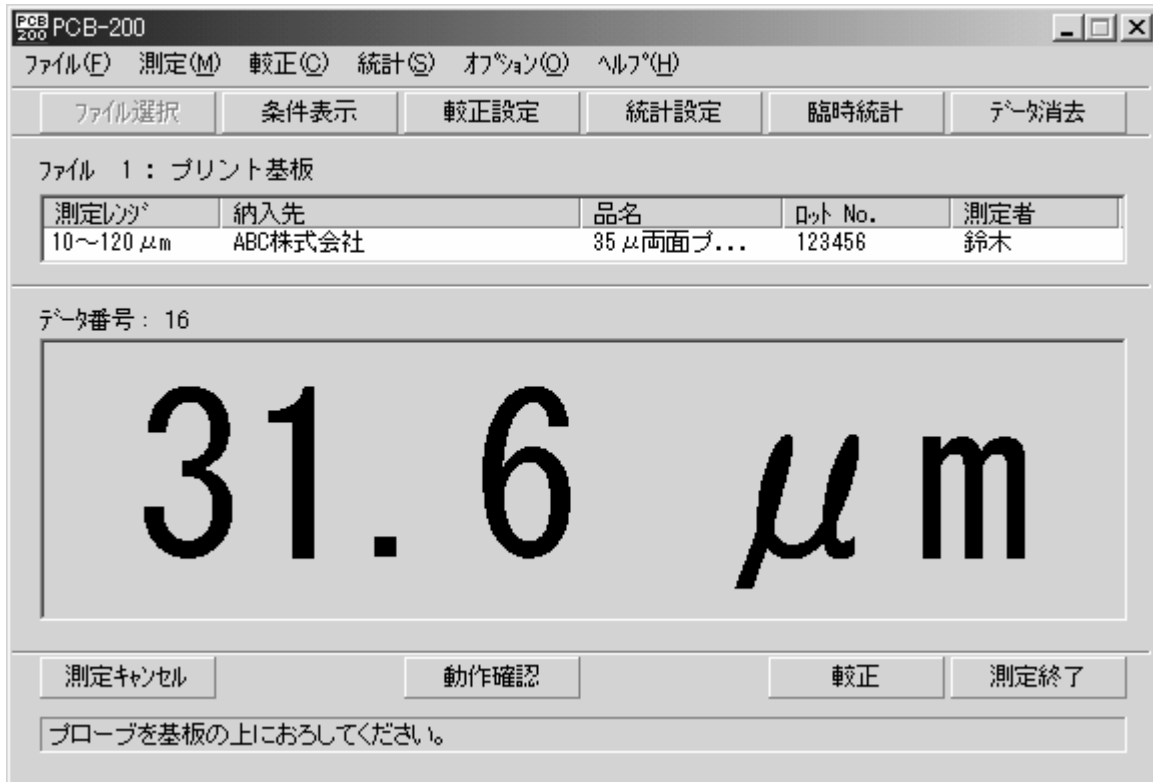 PCB 200 PCB-200
ファイル(F) 測定(M) 較正(C) 統計(S) オプション(O) ヘルプ(H)
ファイル選択 条件表示 較正設定 統計設定 臨時統計 データ消去
ファイル 1 : プリント基板
測定レンジ 納入先 品名 ロット No. 測定者
10～120 μm ABC株式会社 35 μ両面プ... 123456 鈴木
データ番号 : 16
31.6 μm
測定キャンセル 動作確認 較正 測定終了
プローブを基板の上におろしてください。